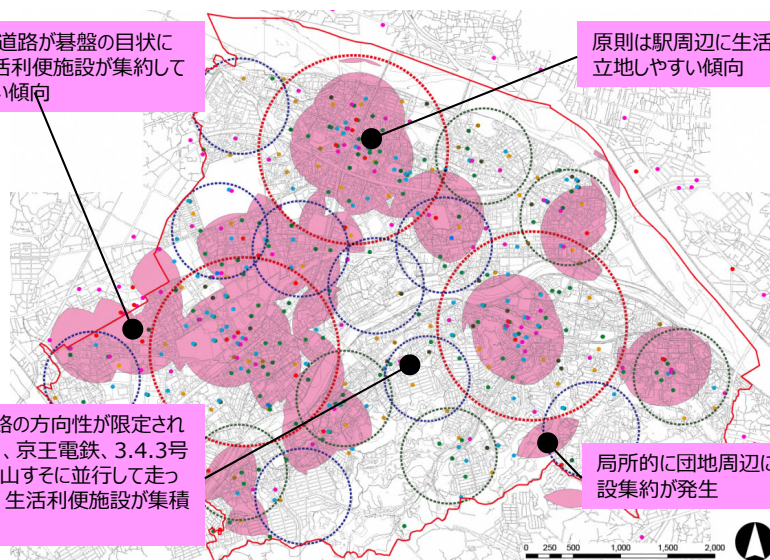 道路が碁盤の目状に
活利便施設が集約して
い傾向
原則は駅周辺に生活
立地しやすい傾向
路の方向性が限定され
、京王電鉄、3.4.3号
山すそに並行して走っ
生活利便施設が集積
局所的に団地周辺に
設集約が発生
0 250 500 1,000 1,500 2,000